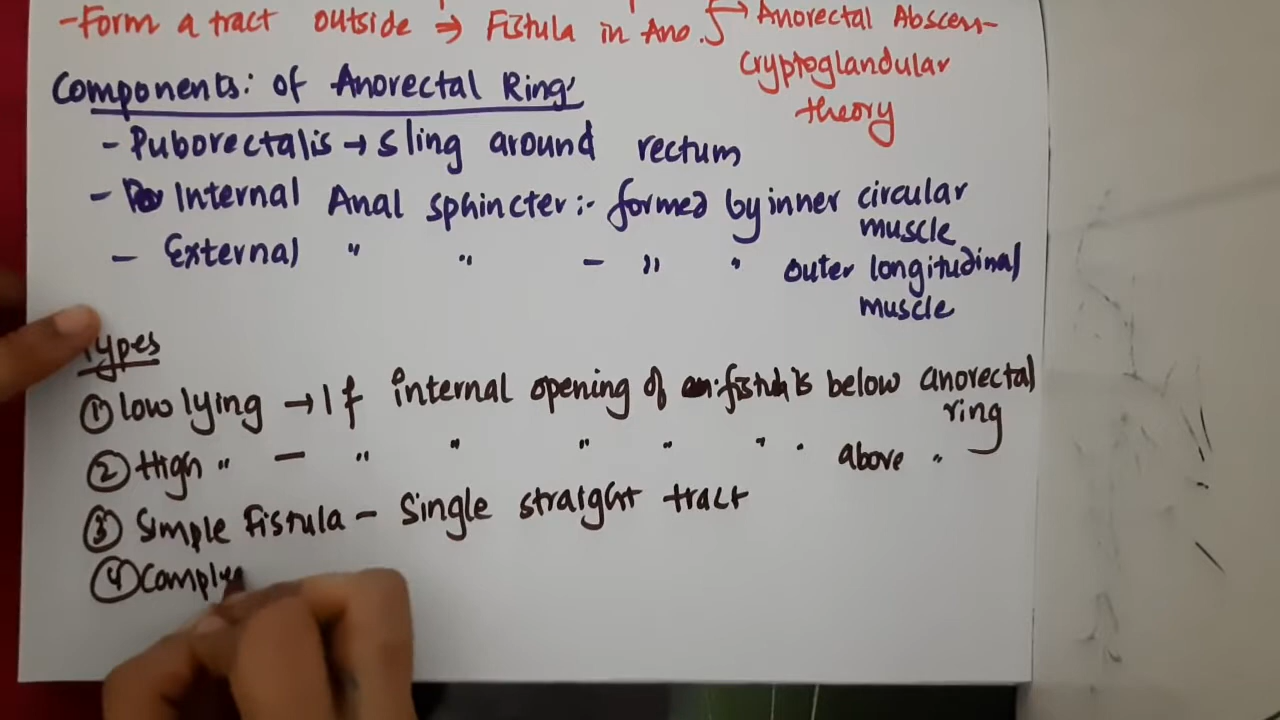 -Form a tract outside ⇒ Fistula in Ano. → Anorectal Abscess-
Cryptoglandular
theory
Components: of Anorectal Ring:
- Puborectalis → sling around rectum
- Internal Anal sphincter:- formed by inner circular
muscle
- External " " - " " outer longitudinal
muscle
Types
① low lying → If internal opening of fistula is below anorectal
ring
② High " - " " " " " " above "
③ Simple Fistula - Single straight tract
④ Complex